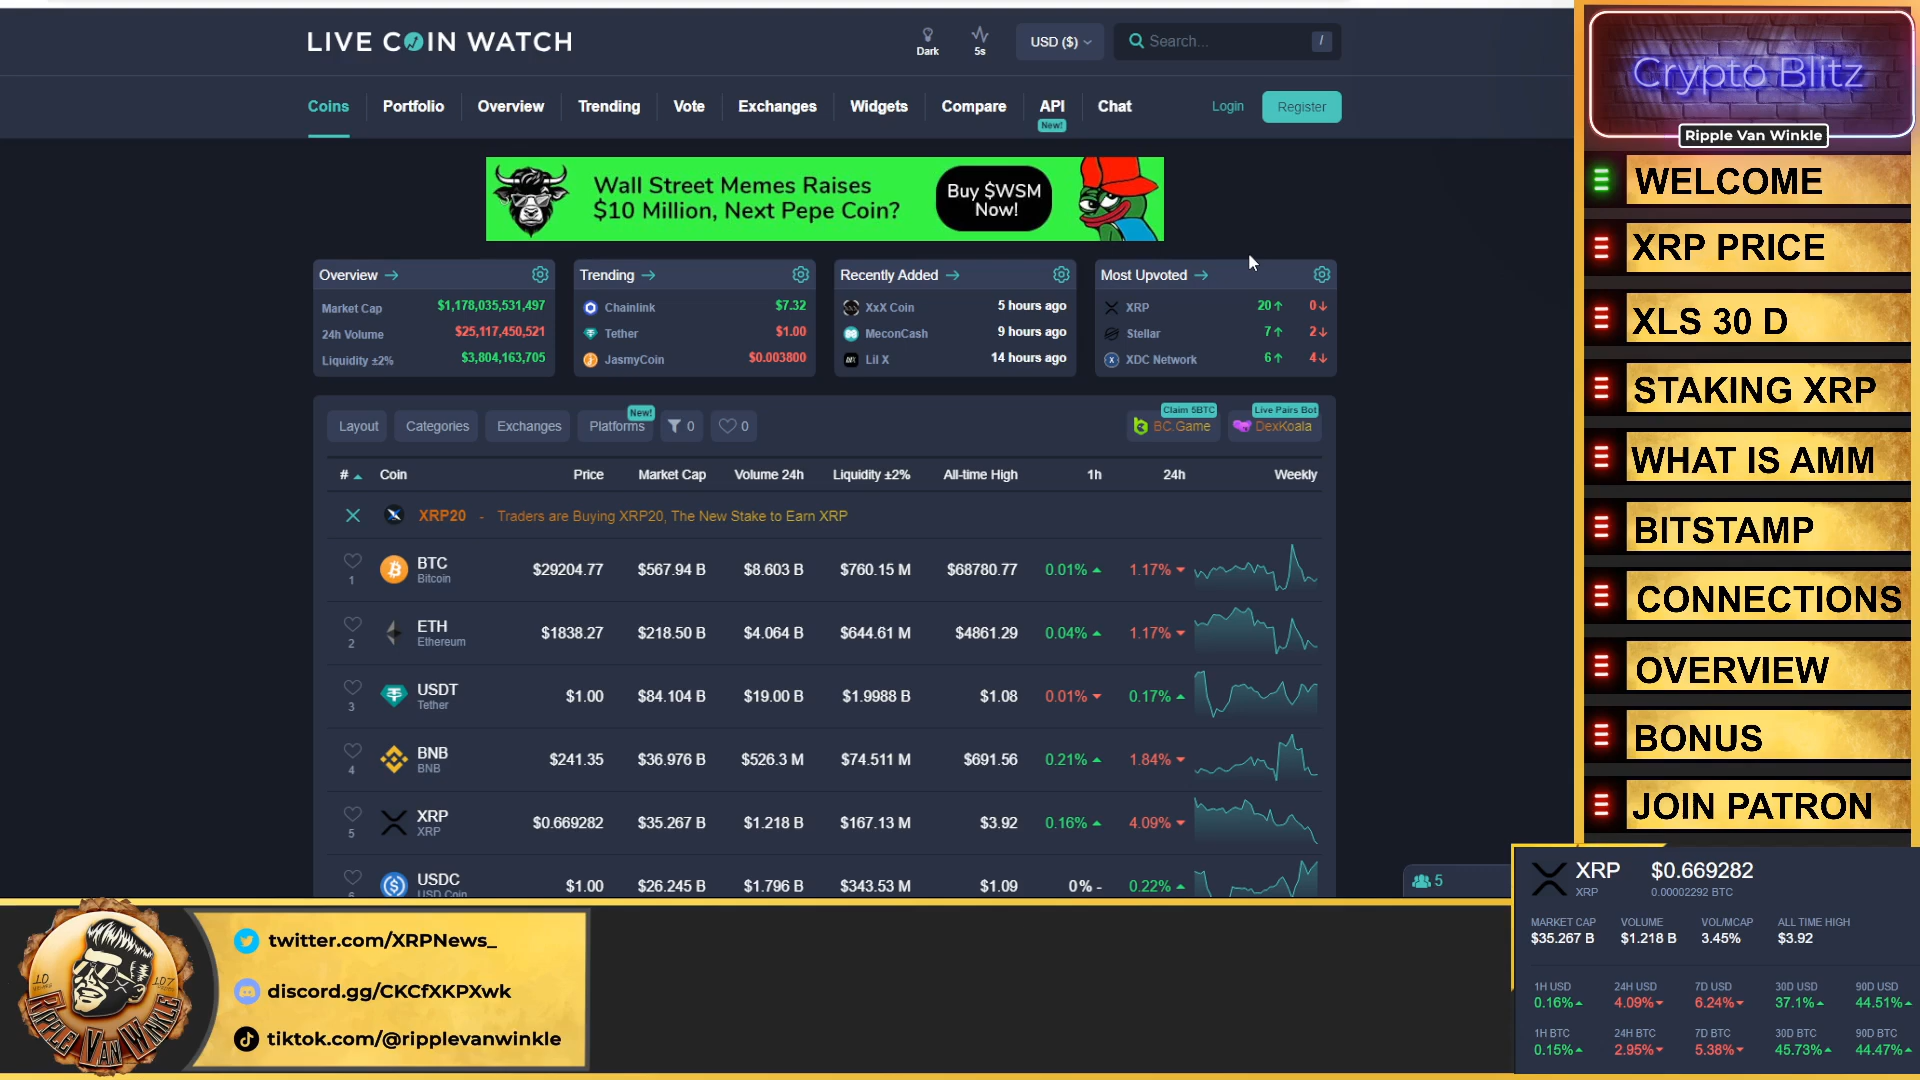 LIVE COIN WATCH
Dark
5s
USD ($)
Search...
/
Coins
Portfolio
Overview
Trending
Vote
Exchanges
Widgets
Compare
API
New!
Chat
Login
Register
Wall Street Memes Raises
$10 Million, Next Pepe Coin?
Buy $WSM
Now!
Overview
Market Cap $1,178,035,531,497
24h Volume $25,117,450,521
Liquidity ±2% $3,804,163,705
Trending
Chainlink $7.32
Tether $1.00
JasmyCoin $0.003800
Recently Added
XxX Coin 5 hours ago
MeconCash 9 hours ago
Lil X 14 hours ago
Most Upvoted
XRP 20 0
Stellar 7 2
XDC Network 6 4
Layout
Categories
Exchanges
Platforms
New!
0
0
Claim 5BTC
BC.Game
Live Pairs Bot
DexKoala
# Coin Price Market Cap Volume 24h Liquidity ±2% All-time High 1h 24h Weekly
XRP20 - Traders are Buying XRP20, The New Stake to Earn XRP
1 BTC Bitcoin $29204.77 $567.94 B $8.603 B $760.15 M $68780.77 0.01% 1.17%
2 ETH Ethereum $1838.27 $218.50 B $4.064 B $644.61 M $4861.29 0.04% 1.17%
3 USDT Tether $1.00 $84.104 B $19.00 B $1.9988 B $1.08 0.01% 0.17%
4 BNB BNB $241.35 $36.976 B $526.3 M $74.511 M $691.56 0.21% 1.84%
5 XRP XRP $0.669282 $35.267 B $1.218 B $167.13 M $3.92 0.16% 4.09%
6 USDC USD Coin $1.00 $26.245 B $1.796 B $343.53 M $1.09 0% - 0.22%
5
Crypto Blitz
Ripple Van Winkle
WELCOME
XRP PRICE
XLS 30 D
STAKING XRP
WHAT IS AMM
BITSTAMP
CONNECTIONS
OVERVIEW
BONUS
JOIN PATRON
XRP $0.669282
XRP 0.00002292 BTC
MARKET CAP VOLUME VOL/MCAP ALL TIME HIGH
$35.267 B $1.218 B 3.45% $3.92
1H USD 24H USD 7D USD 30D USD 90D USD
0.16% 4.09% 6.24% 37.1% 44.51%
1H BTC 24H BTC 7D BTC 30D BTC 90D BTC
0.15% 2.95% 5.38% 45.73% 44.47%
10
107
RIPPLE VAN WINKLE
twitter.com/XRPNews_
discord.gg/CKCfXKPXwk
tiktok.com/@ripplevanwinkle